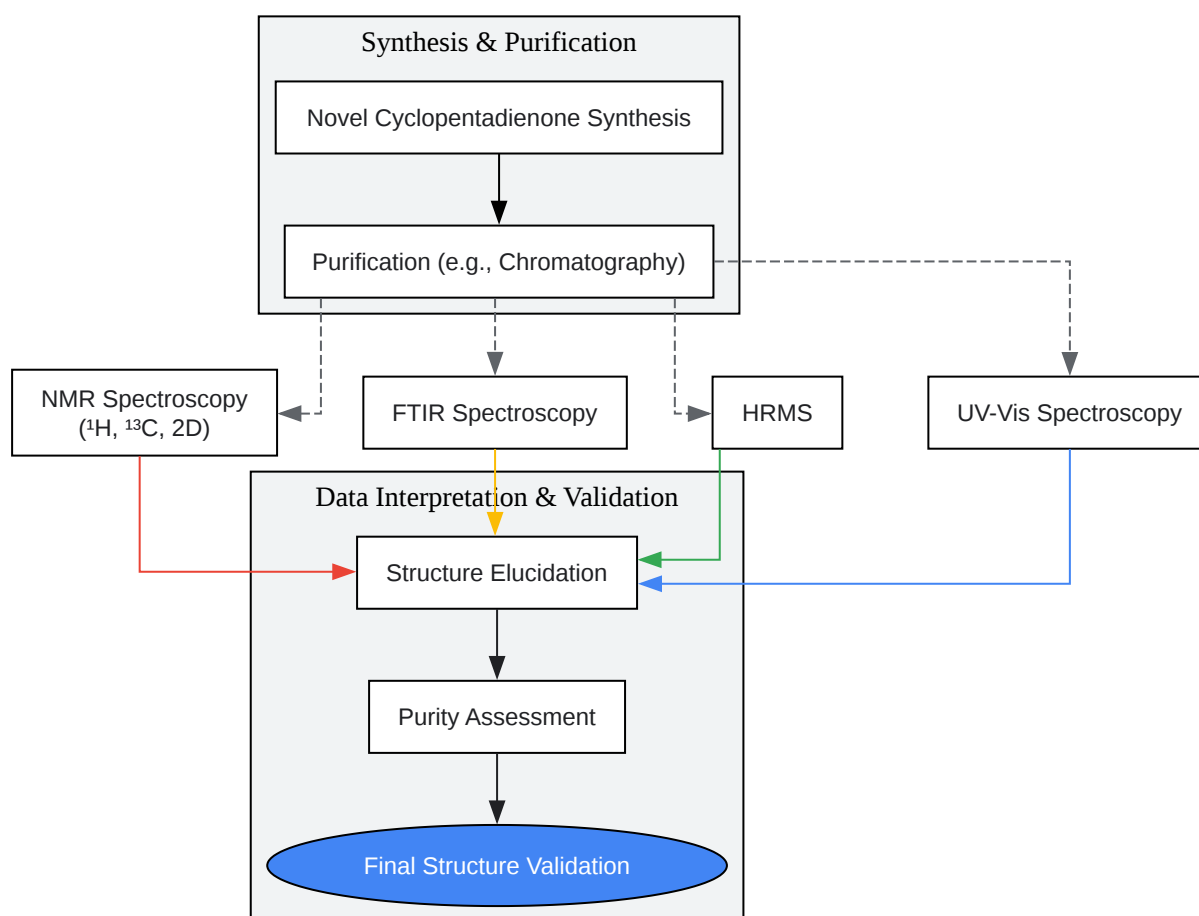 Synthesis & Purification
Novel Cyclopentadienone Synthesis
Purification (e.g., Chromatography)
NMR Spectroscopy
(¹H, ¹³C, 2D)
FTIR Spectroscopy
HRMS
UV-Vis Spectroscopy
Data Interpretation & Validation
Structure Elucidation
Purity Assessment
Final Structure Validation